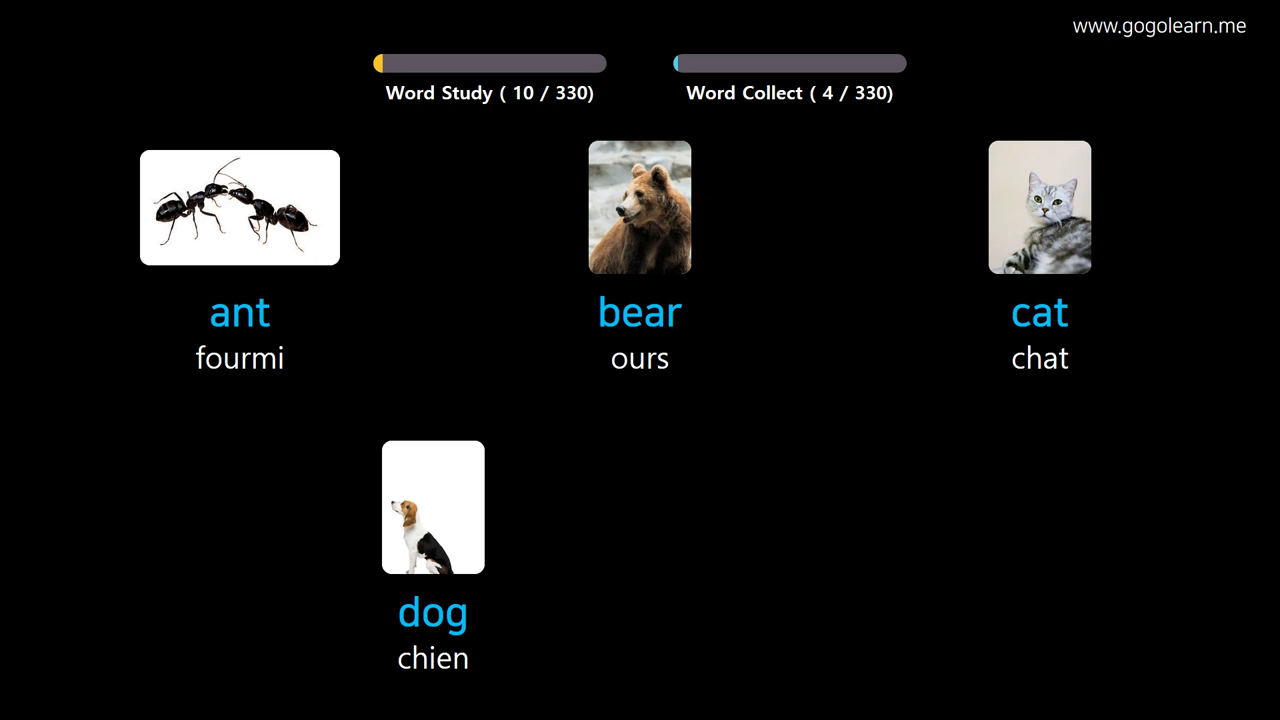 www.gogolearn.me
Word Study ( 10 / 330)
Word Collect ( 4 / 330)
ant
fourmi
bear
ours
cat
chat
dog
chien